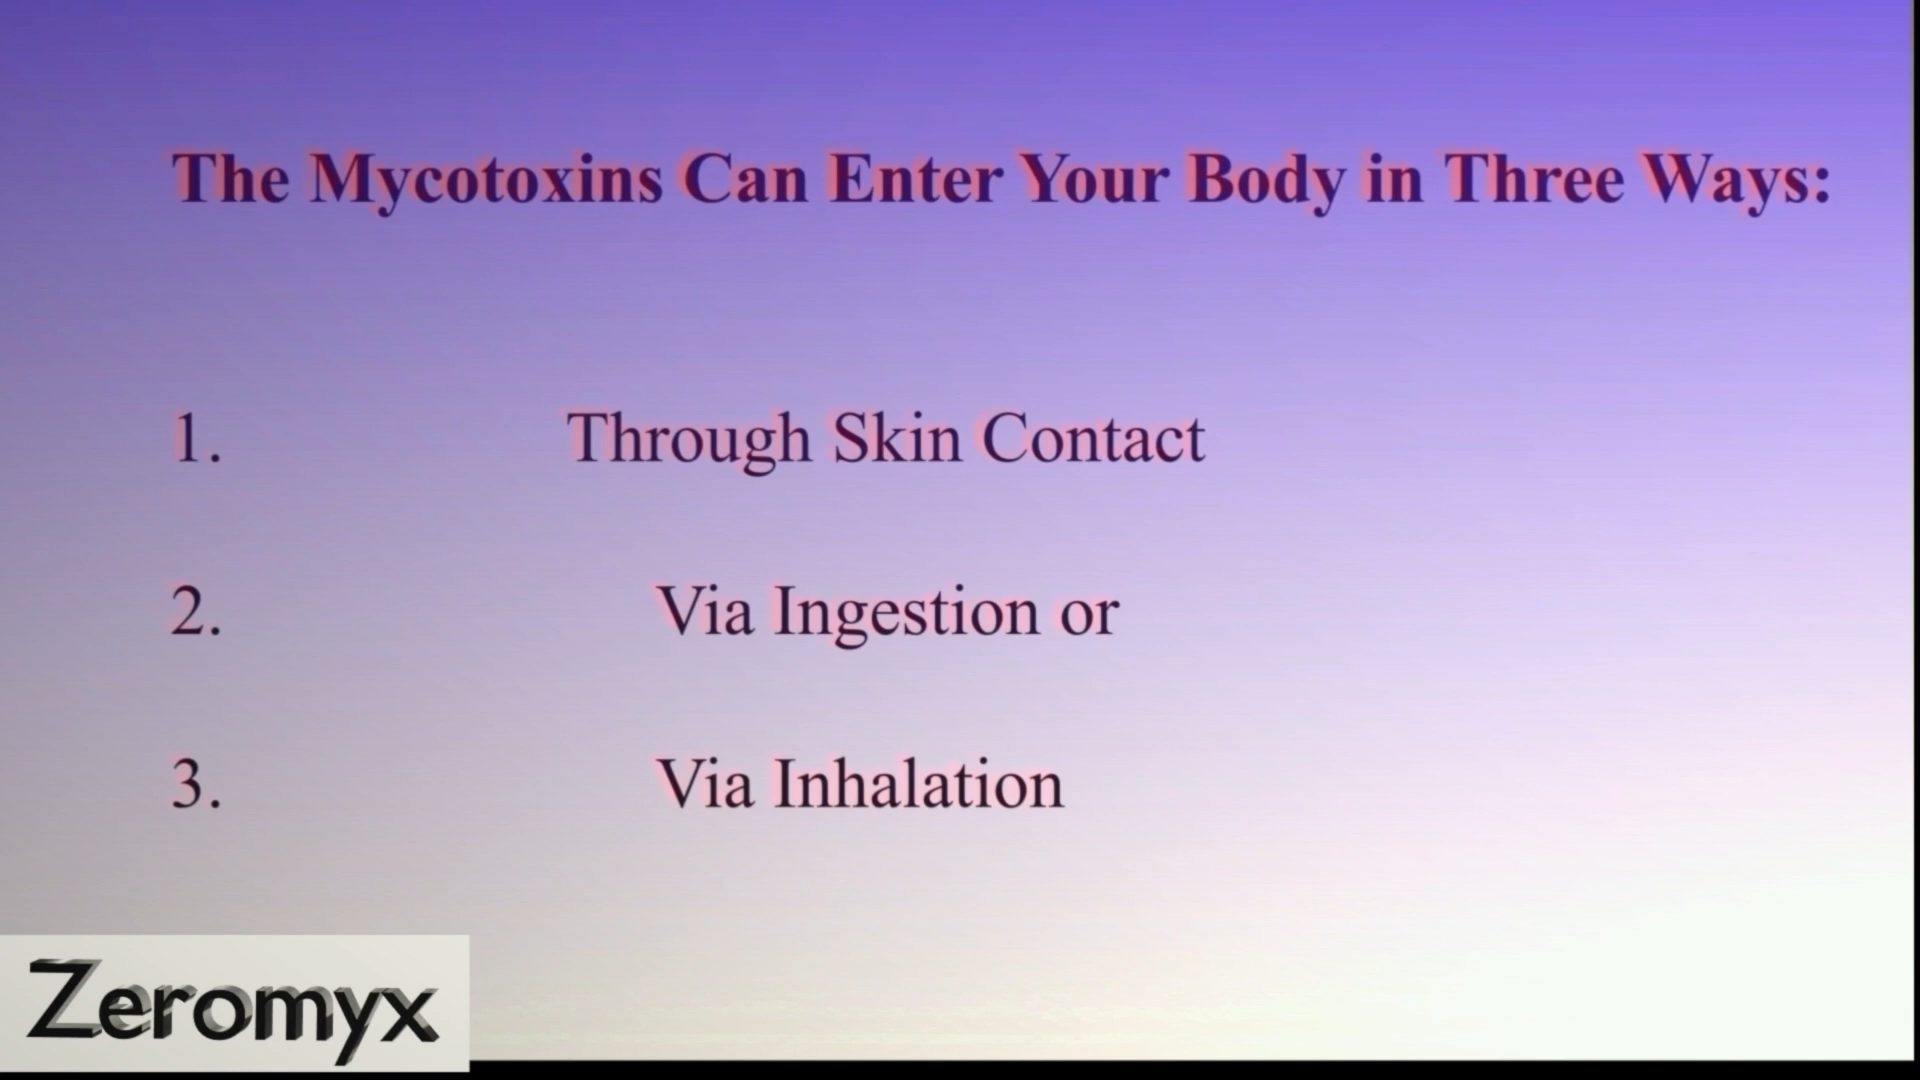 The Mycotoxins Can Enter Your Body in Three Ways:
1. Through Skin Contact
2. Via Ingestion or
3. Via Inhalation
Zeromyx